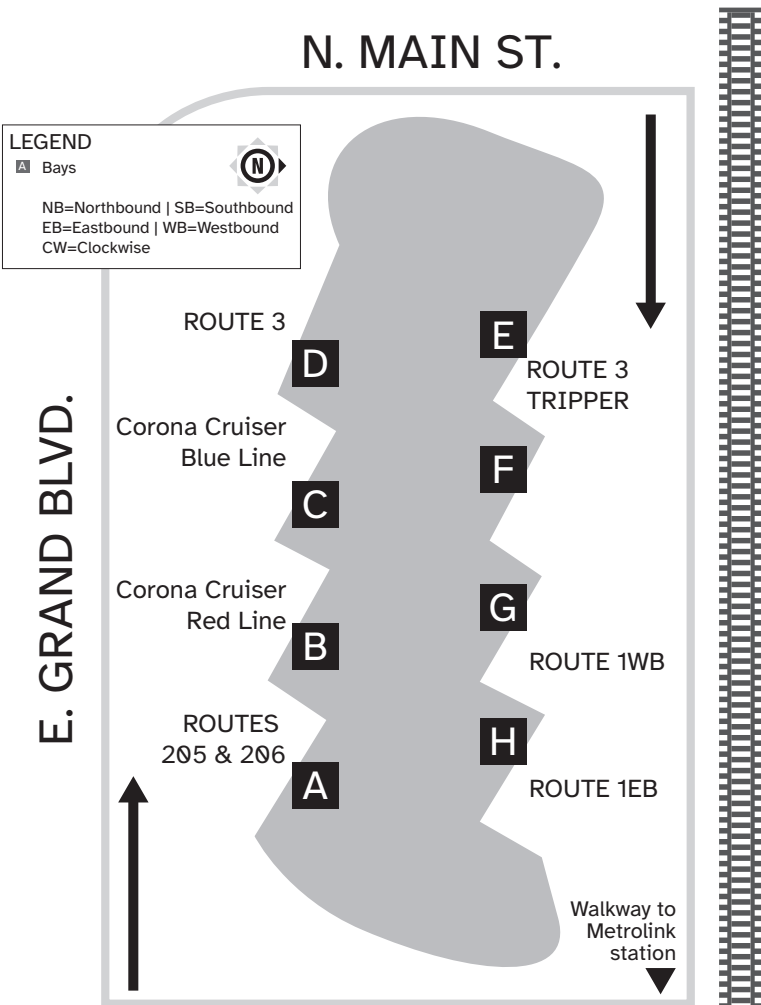 N. MAIN ST.
LEGEND
A Bays
N
NB=Northbound | SB=Southbound
EB=Eastbound | WB=Westbound
CW=Clockwise
E. GRAND BLVD.
ROUTE 3
D
Corona Cruiser
Blue Line
C
Corona Cruiser
Red Line
B
ROUTES
205 & 206
A
E
ROUTE 3
TRIPPER
F
G
ROUTE 1WB
H
ROUTE 1EB
Walkway to
Metrolink
station